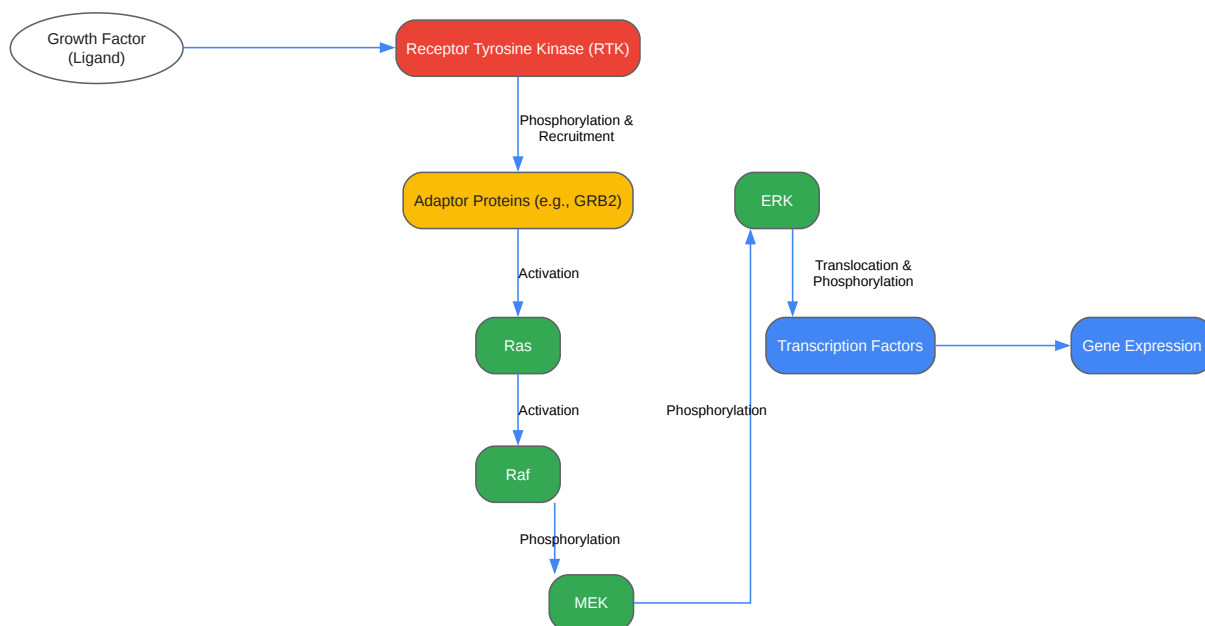 Growth Factor
(Ligand)
Receptor Tyrosine Kinase (RTK)
Phosphorylation &
Recruitment
Adaptor Proteins (e.g., GRB2)
Activation
Ras
Activation
Raf
Phosphorylation
MEK
Phosphorylation
ERK
Translocation &
Phosphorylation
Transcription Factors
Gene Expression